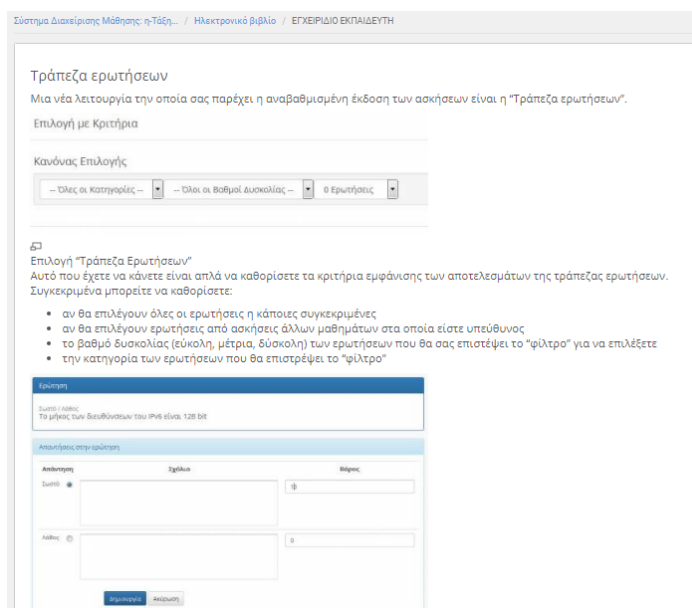 Σύστημα Διαχείρισης Μάθησης: η-Τάξη... / Ηλεκτρονικό βιβλίο / ΕΓΧΕΙΡΙΔΙΟ ΕΚΠΑΙΔΕΥΤΗ
Τράπεζα ερωτήσεων
Μια νέα λειτουργία την οποία σας παρέχει η αναβαθμισμένη έκδοση των ασκήσεων είναι η “Τράπεζα ερωτήσεων”.
Επιλογή με Κριτήρια
Κανόνας Επιλογής
-- Όλες οι Κατηγορίες -- -- Όλοι οι Βαθμοί Δυσκολίας -- 0 Ερωτήσεις
Επιλογή “Τράπεζα Ερωτήσεων”
Αυτό που έχετε να κάνετε είναι απλά να καθορίσετε τα κριτήρια εμφάνισης των αποτελεσμάτων της τράπεζας ερωτήσεων.
Συγκεκριμένα μπορείτε να καθορίσετε:
• αν θα επιλέγουν όλες οι ερωτήσεις η κάποιες συγκεκριμένες
• αν θα επιλέγουν ερωτήσεις από ασκήσεις άλλων μαθημάτων στα οποία είστε υπεύθυνος
• το βαθμό δυσκολίας (εύκολη, μέτρια, δύσκολη) των ερωτήσεων που θα σας επιστέψει το “φίλτρο” για να επιλέξετε
• την κατηγορία των ερωτήσεων που θα επιστρέψει το “φίλτρο”
Ερώτηση
Σωστό / Λάθος
Το μήκος των διευθύνσεων του IPv6 είναι 128 bit
Απαντήσεις στην ερώτηση
Απάντηση Σχόλιο Βάρος
Σωστό
Λάθος 0
Δημιουργία Ακύρωση